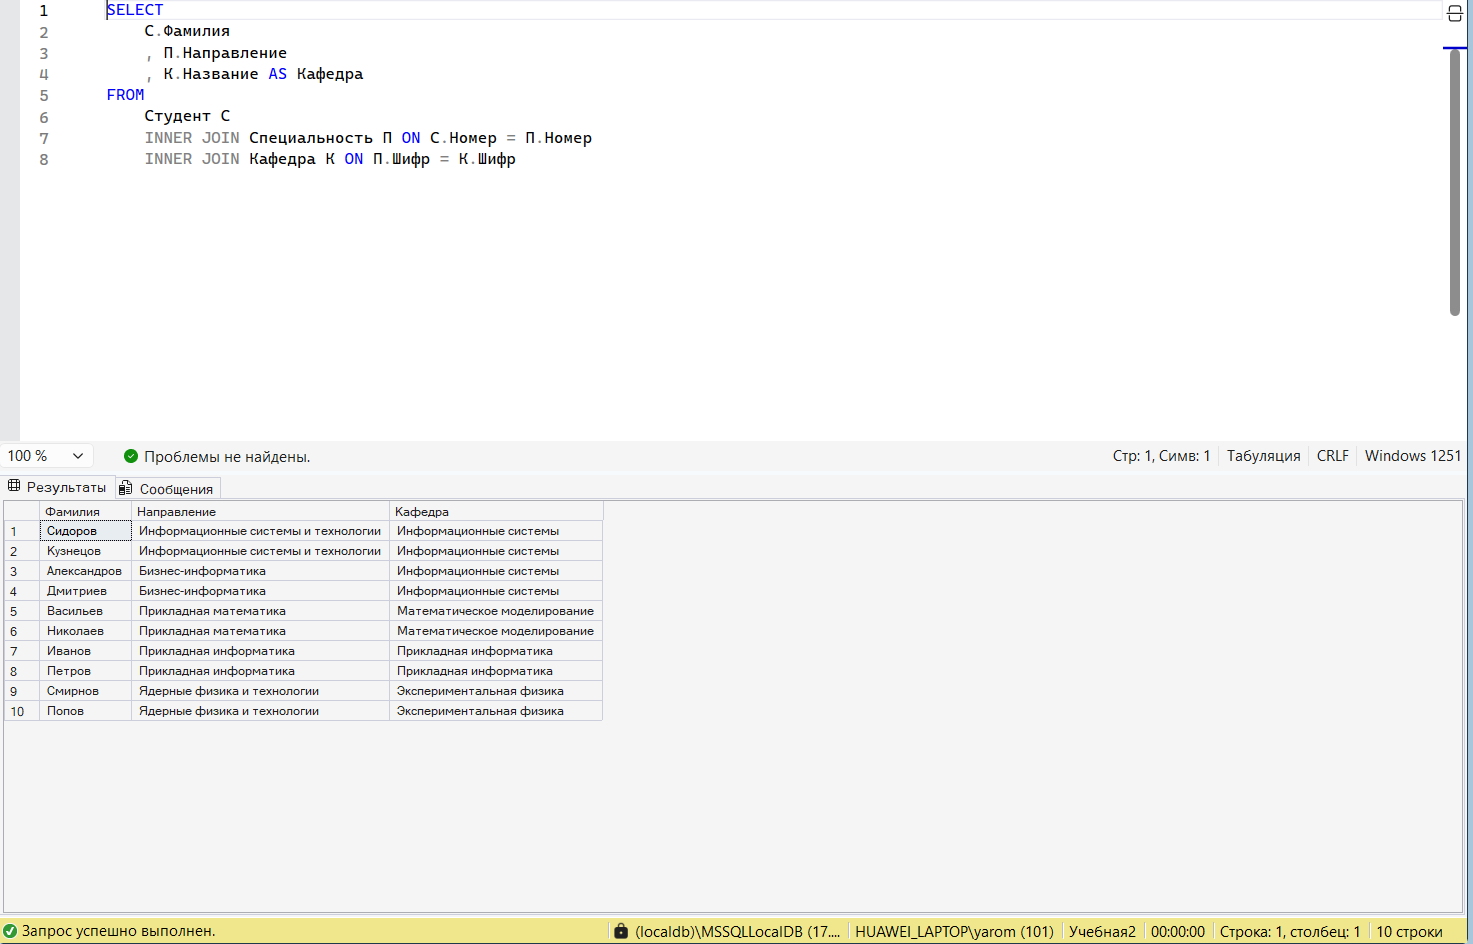 1 SELECT
2 С.Фамилия
3 , П.Направление
4 , К.Название AS Кафедра
5 FROM
6 Студент С
7 INNER JOIN Специальность П ON С.Номер = П.Номер
8 INNER JOIN Кафедра К ON П.Шифр = К.Шифр
100 % Проблемы не найдены. Стр: 1, Симв: 1 Табуляция CRLF Windows 1251
Результаты Сообщения
Фамилия Направление Кафедра
1 Сидоров Информационные системы и технологии Информационные системы
2 Кузнецов Информационные системы и технологии Информационные системы
3 Александров Бизнес-информатика Информационные системы
4 Дмитриев Бизнес-информатика Информационные системы
5 Васильев Прикладная математика Математическое моделирование
6 Николаев Прикладная математика Математическое моделирование
7 Иванов Прикладная информатика Прикладная информатика
8 Петров Прикладная информатика Прикладная информатика
9 Смирнов Ядерные физика и технологии Экспериментальная физика
10 Попов Ядерные физика и технологии Экспериментальная физика
Запрос успешно выполнен. (localdb)\MSSQLLocalDB (17.... HUAWEI_LAPTOP\yarom (101) Учебная2 00:00:00 Строка: 1, столбец: 1 10 строки